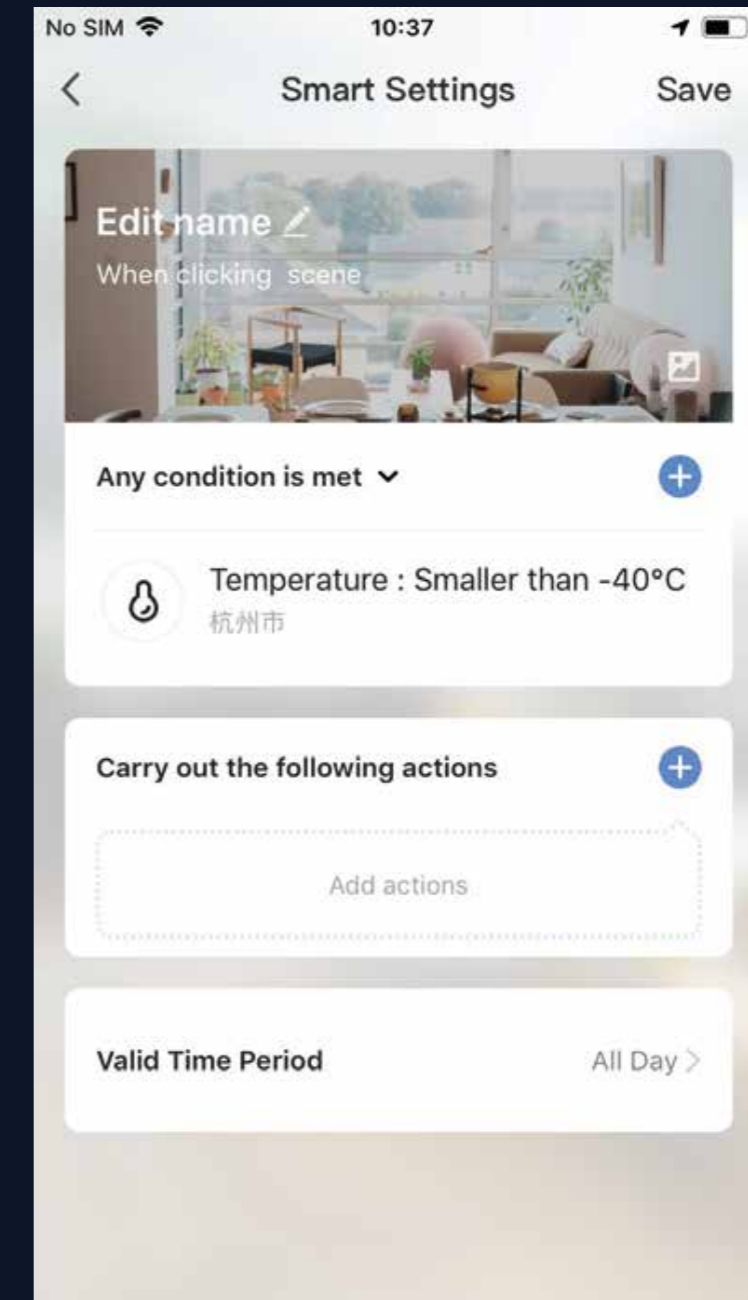 No SIM
10:37
Smart Settings
Save
Edit name
When clicking scene
Any condition is met
Temperature : Smaller than -40°C
杭州市
Carry out the following actions
Add actions
Valid Time Period
All Day